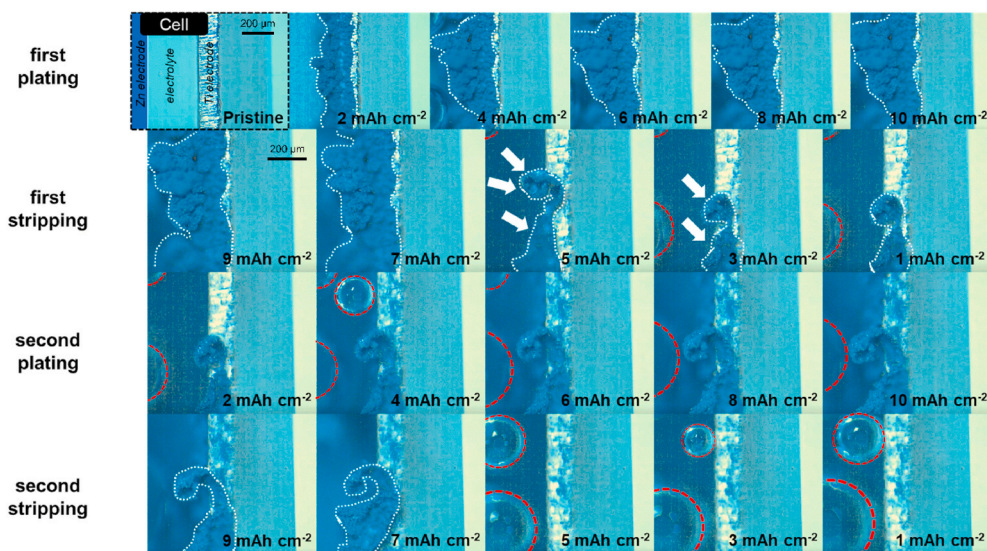 Cell
200 μm
Zn electrode
electrolyte
Ti electrode
Pristine
first
plating
2 mAh cm-2
4 mAh cm-2
6 mAh cm-2
8 mAh cm-2
10 mAh cm-2
first
stripping
200 μm
9 mAh cm-2
7 mAh cm-2
5 mAh cm-2
3 mAh cm-2
1 mAh cm-2
second
plating
2 mAh cm-2
4 mAh cm-2
6 mAh cm-2
8 mAh cm-2
10 mAh cm-2
second
stripping
9 mAh cm-2
7 mAh cm-2
5 mAh cm-2
3 mAh cm-2
1 mAh cm-2